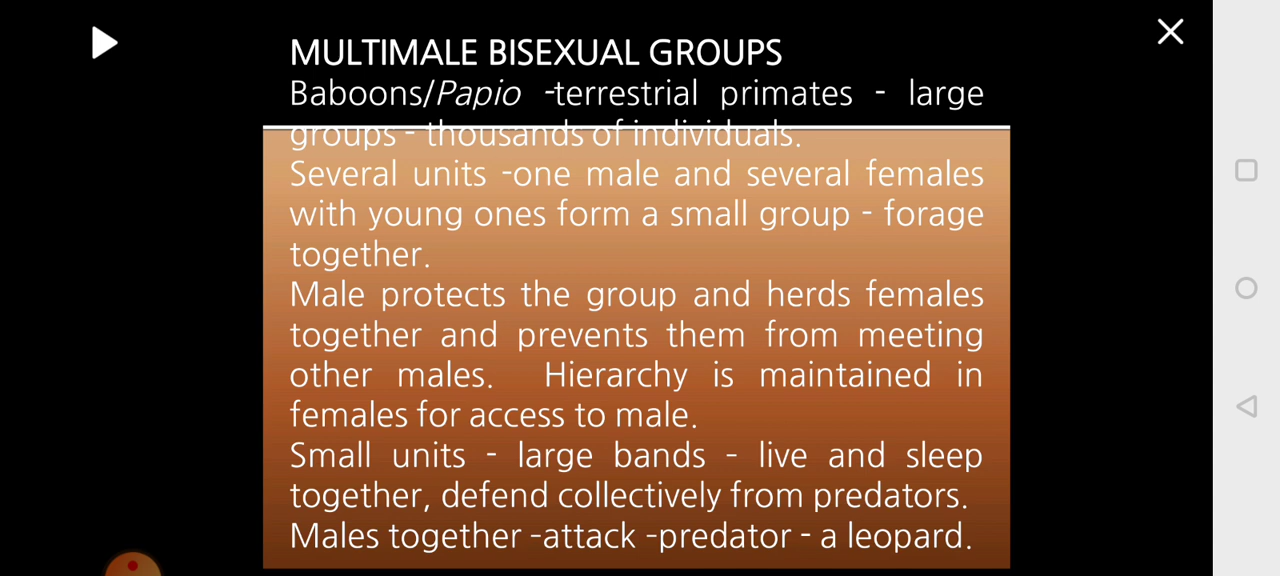 MULTIMALE BISEXUAL GROUPS
Baboons/Papio -terrestrial primates - large
groups - thousands of individuals.
Several units -one male and several females
with young ones form a small group - forage
together.
Male protects the group and herds females
together and prevents them from meeting
other males. Hierarchy is maintained in
females for access to male.
Small units - large bands - live and sleep
together, defend collectively from predators.
Males together -attack -predator - a leopard.